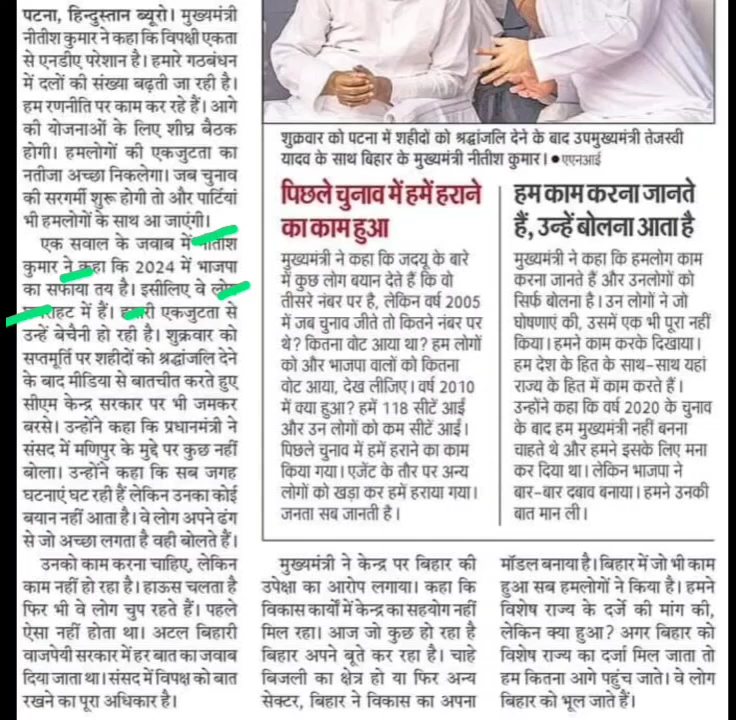 पटना, हिन्दुस्तान ब्यूरो। मुख्यमंत्री
नीतीश कुमार ने कहा कि विपक्षी एकता
से एनडीए परेशान है। हमारे गठबंधन
में दलों की संख्या बढ़ती जा रही है।
हम रणनीति पर काम कर रहे हैं। आगे
की योजनाओं के लिए शीघ्र बैठक
होगी। हमलोगों की एकजुटता का
नतीजा अच्छा निकलेगा। जब चुनाव
की सरगर्मी शुरू होगी तो और पार्टियां
भी हमलोगों के साथ आ जाएंगी।
एक सवाल के जवाब में
कुमार ने कहा कि 2024 में भाजपा
का सफाया तय है। इसीलिए वे लोग
में हैं। एकजुटता से
उन्हें बेचैनी हो रही है। शुक्रवार को
सप्तमूर्ति पर शहीदों को श्रद्धांजलि देने
के बाद मीडिया से बातचीत करते हुए
सीएम केन्द्र सरकार पर भी जमकर
बरसे। उन्होंने कहा कि प्रधानमंत्री ने
संसद में मणिपुर के मुद्दे पर कुछ नहीं
बोला। उन्होंने कहा कि सब जगह
घटनाएं घट रही हैं लेकिन उनका कोई
बयान नहीं आता है। वे लोग अपने ढंग
से जो अच्छा लगता है वही बोलते हैं।
उनको काम करना चाहिए, लेकिन
काम नहीं हो रहा है। हाऊस चलता है
फिर भी वे लोग चुप रहते हैं। पहले
ऐसा नहीं होता था। अटल बिहारी
वाजपेयी सरकार में हर बात का जवाब
दिया जाता था। संसद में विपक्ष को बात
रखने का पूरा अधिकार है।
शुक्रवार को पटना में शहीदों को श्रद्धांजलि देने के बाद उपमुख्यमंत्री तेजस्वी
यादव के साथ बिहार के मुख्यमंत्री नीतीश कुमार। ● एएनआई
पिछले चुनाव में हमें हराने
का काम हुआ
मुख्यमंत्री ने कहा कि जदयू के बारे
में कुछ लोग बयान देते हैं कि वो
तीसरे नंबर पर है, लेकिन वर्ष 2005
में जब चुनाव जीते तो कितने नंबर पर
थे? कितना वोट आया था? हम लोगों
को और भाजपा वालों को कितना
वोट आया, देख लीजिए। वर्ष 2010
में क्या हुआ? हमें 118 सीटें आईं
और उन लोगों को कम सीटें आईं।
पिछले चुनाव में हमें हराने का काम
किया गया। एजेंट के तौर पर अन्य
लोगों को खड़ा कर हमें हराया गया।
जनता सब जानती है।
हम काम करना जानते
हैं, उन्हें बोलना आता है
मुख्यमंत्री ने कहा कि हमलोग काम
करना जानते हैं और उनलोगों को
सिर्फ बोलना है। उन लोगों ने जो
घोषणाएं की, उसमें एक भी पूरा नहीं
किया। हमने काम करके दिखाया।
हम देश के हित के साथ-साथ यहां
राज्य के हित में काम करते हैं।
उन्होंने कहा कि वर्ष 2020 के चुनाव
के बाद हम मुख्यमंत्री नहीं बनना
चाहते थे और हमने इसके लिए मना
कर दिया था। लेकिन भाजपा ने
बार-बार दबाव बनाया। हमने उनकी
बात मान ली।
मुख्यमंत्री ने केन्द्र पर बिहार की
उपेक्षा का आरोप लगाया। कहा कि
विकास कार्यों में केन्द्र का सहयोग नहीं
मिल रहा। आज जो कुछ हो रहा है
बिहार अपने बूते कर रहा है। चाहे
बिजली का क्षेत्र हो या फिर अन्य
सेक्टर, बिहार ने विकास का अपना
मॉडल बनाया है। बिहार में जो भी काम
हुआ सब हमलोगों ने किया है। हमने
विशेष राज्य के दर्जे की मांग की,
लेकिन क्या हुआ? अगर बिहार को
विशेष राज्य का दर्जा मिल जाता तो
हम कितना आगे पहुंच जाते। वे लोग
बिहार को भूल जाते हैं।